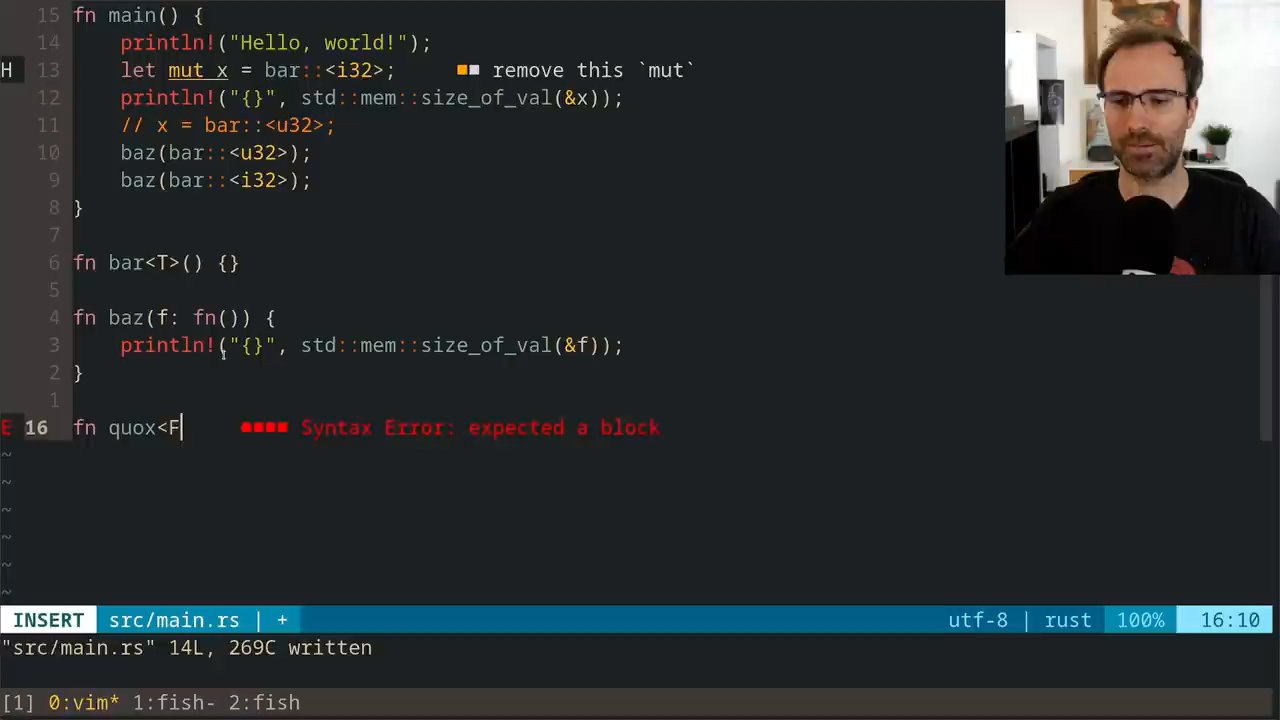 15 fn main() {
14     println!("Hello, world!");
H 13     let mut x = bar::<i32>;     ■■ remove this `mut`
12     println!("{}", std::mem::size_of_val(&x));
11     // x = bar::<u32>;
10     baz(bar::<u32>);
9     baz(bar::<i32>);
8 }
7
6 fn bar<T>() {}
5
4 fn baz(f: fn()) {
3     println!("{}", std::mem::size_of_val(&f));
2 }
1
E 16 fn quox<F     ■■■■ Syntax Error: expected a block
~
~
~
~
~
~
INSERT src/main.rs | + utf-8 | rust 100% 16:10
"src/main.rs" 14L, 269C written
[1] 0:vim* 1:fish- 2:fish